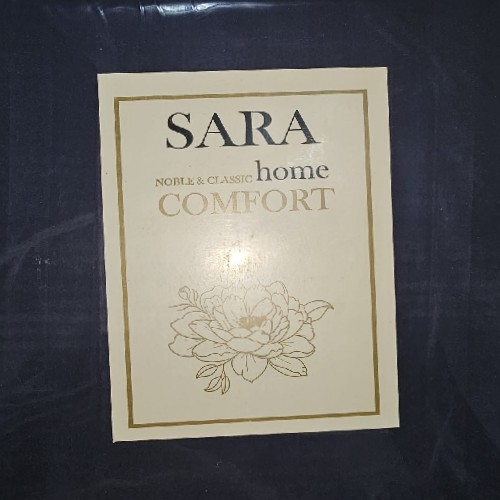 SARA
NOBLE & CLASSIC home
COMFORT